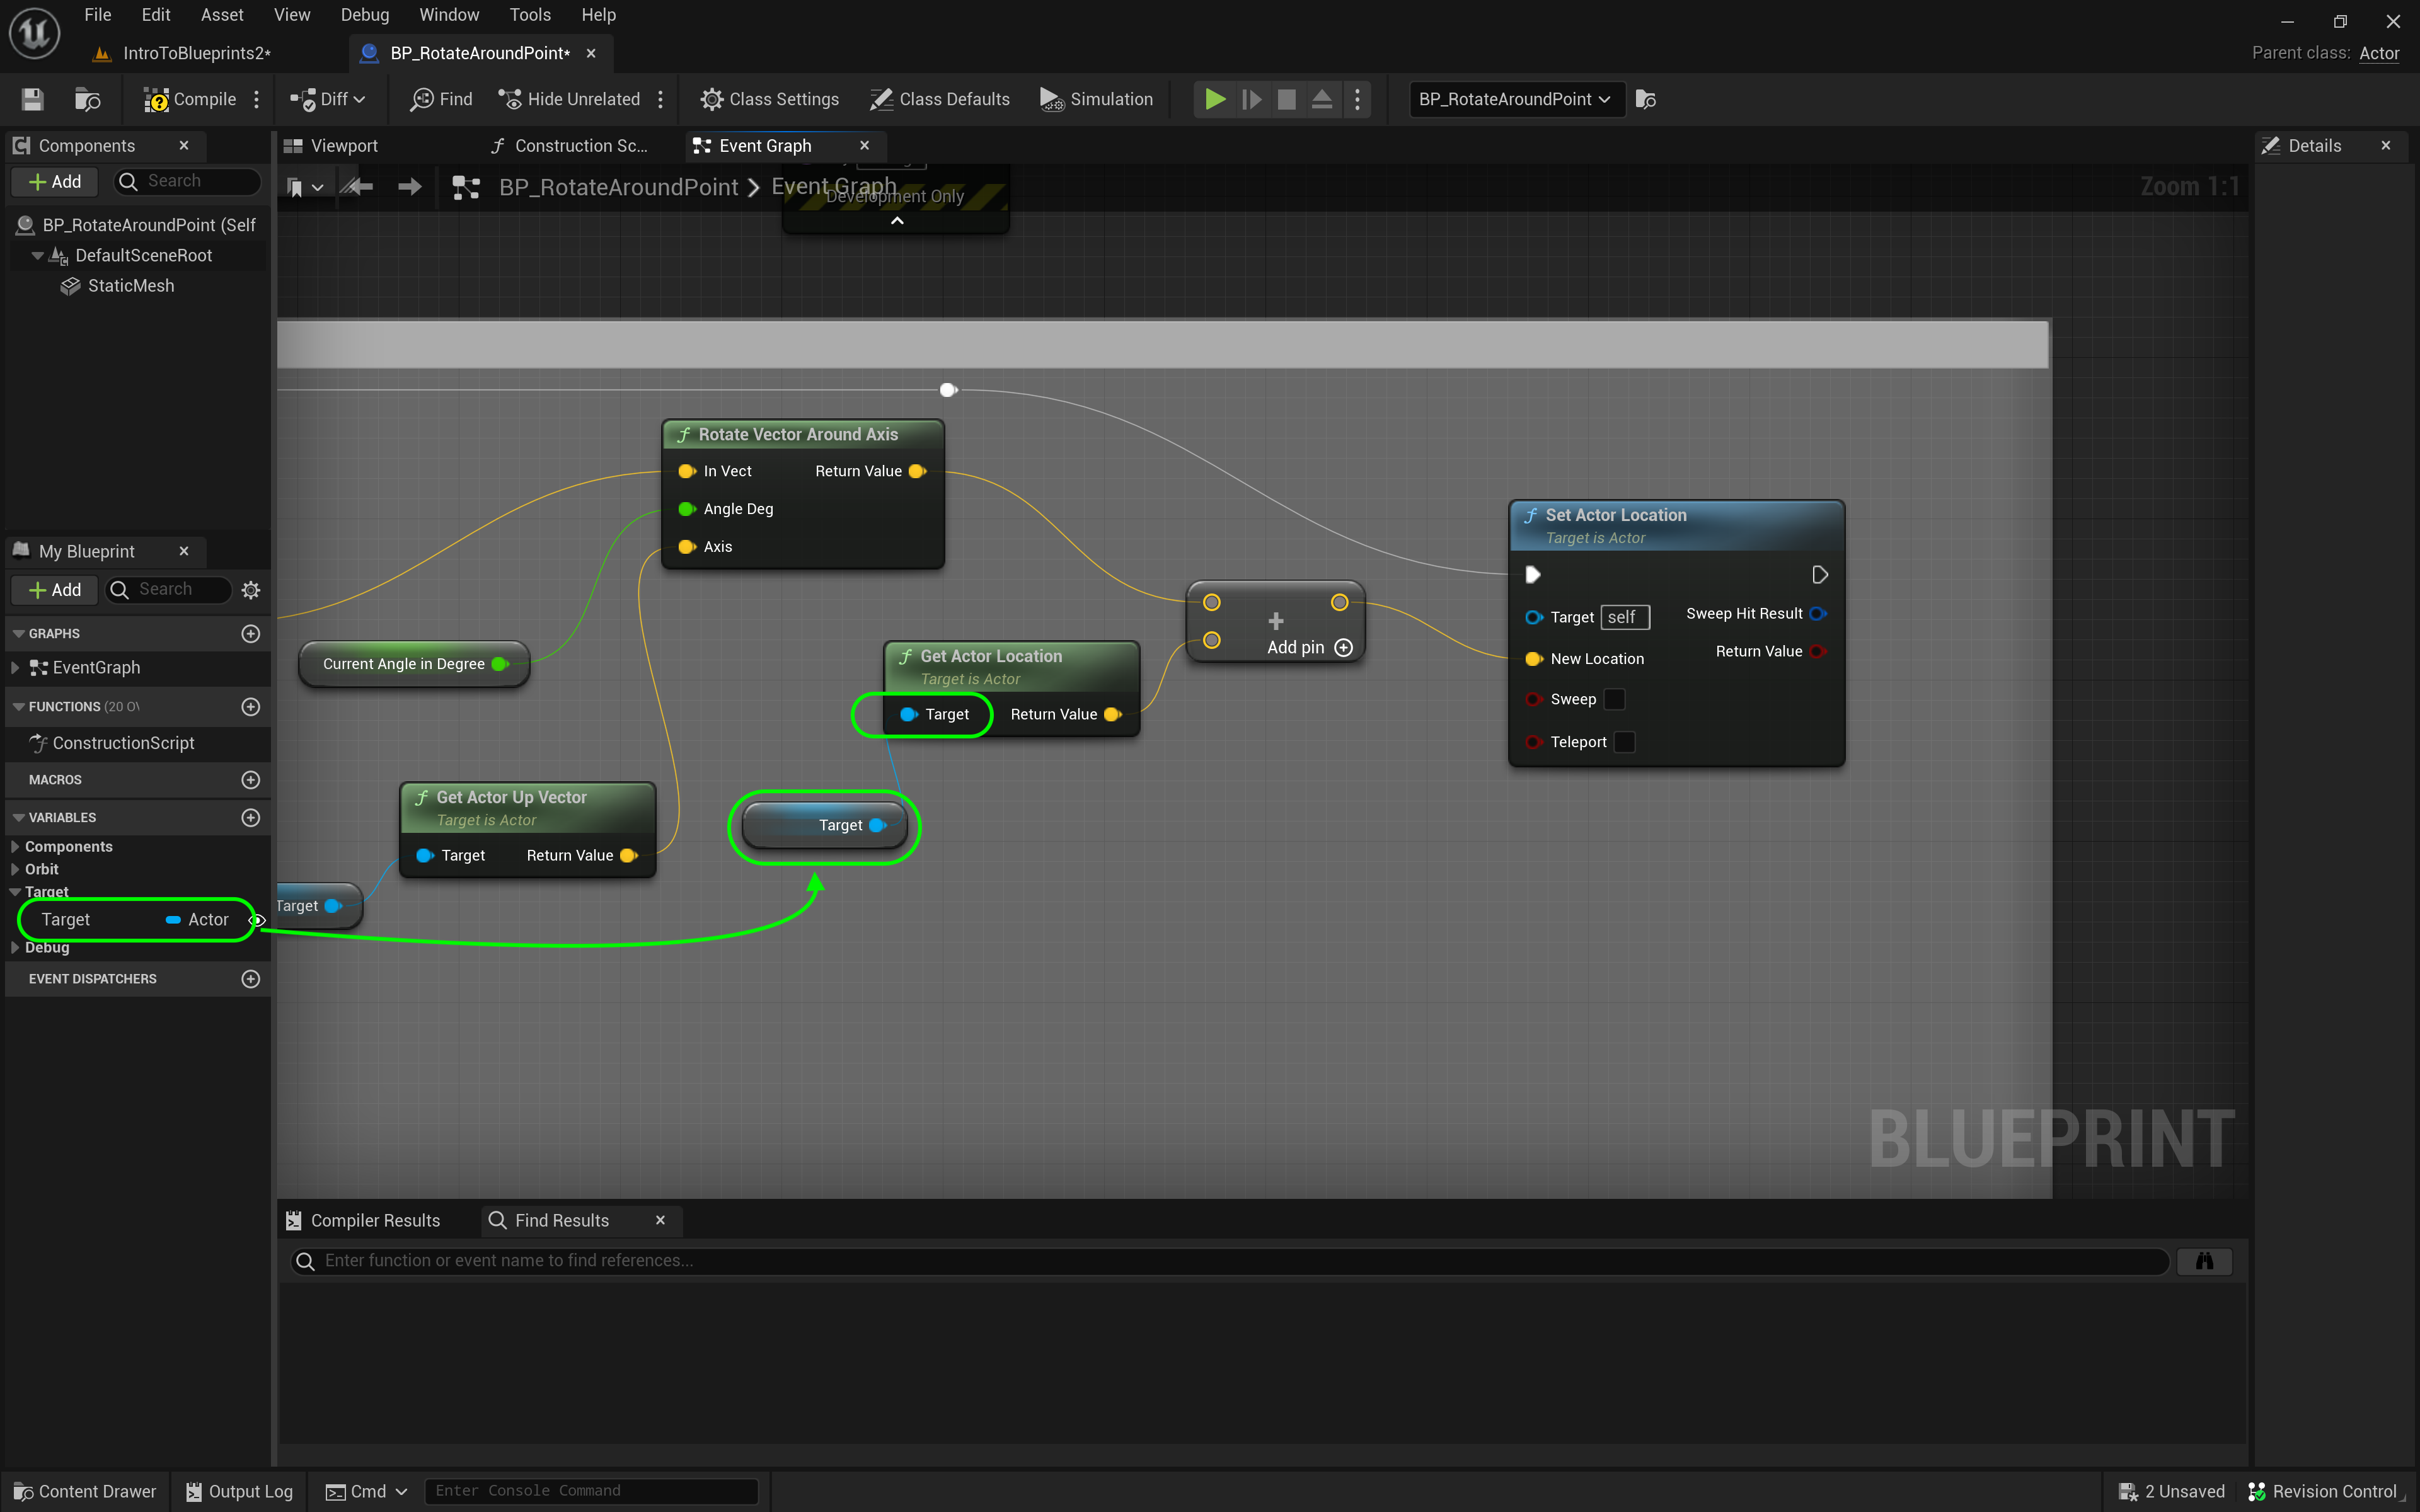 File Edit Asset View Debug Window Tools Help
IntroToBlueprints2*
BP_RotateAroundPoint*
Parent class: Actor
Compile
Diff
Find
Hide Unrelated
Class Settings
Class Defaults
Simulation
BP_RotateAroundPoint
Components
Viewport
Construction Sc...
Event Graph
Details
Add
Search
BP_RotateAroundPoint > Event Graph
Zoom 1:1
Development Only
BP_RotateAroundPoint (Self
DefaultSceneRoot
StaticMesh
Rotate Vector Around Axis
In Vect Return Value
Angle Deg
Axis
Set Actor Location
Target is Actor
Target self Sweep Hit Result
New Location Return Value
Sweep
Teleport
Add pin
Current Angle in Degree
Get Actor Location
Target is Actor
Target Return Value
Get Actor Up Vector
Target is Actor
Target Return Value
Target
Target
My Blueprint
Add
Search
GRAPHS
EventGraph
FUNCTIONS (20 O
ConstructionScript
MACROS
VARIABLES
Components
Orbit
Target
Target Actor
Debug
EVENT DISPATCHERS
BLUEPRINT
Compiler Results
Find Results
Enter function or event name to find references...
Content Drawer
Output Log
Cmd
Enter Console Command
2 Unsaved
Revision Control